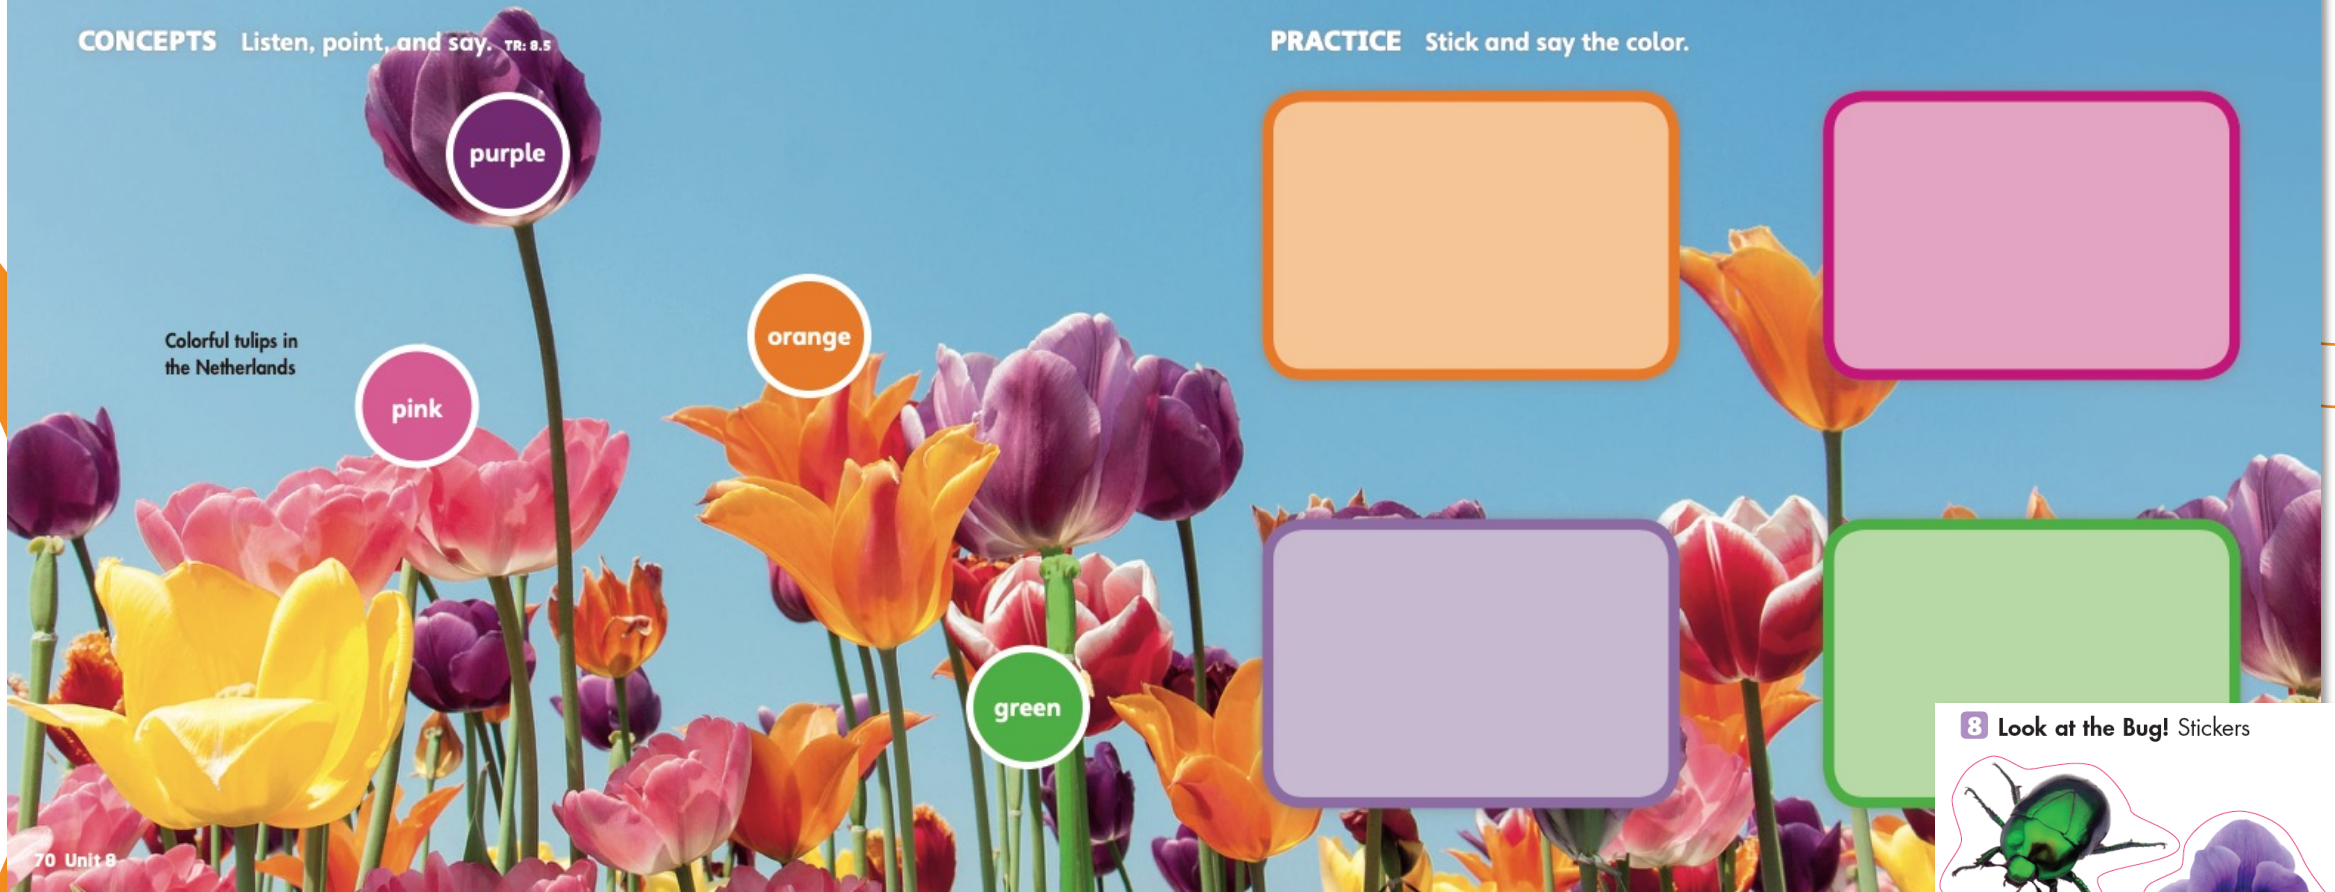 CONCEPTS Listen, point, and say. TR: 8.5
purple
orange
Colorful tulips in
the Netherlands
pink
green
70 Unit 8
PRACTICE Stick and say the color.
8 Look at the Bug! Stickers